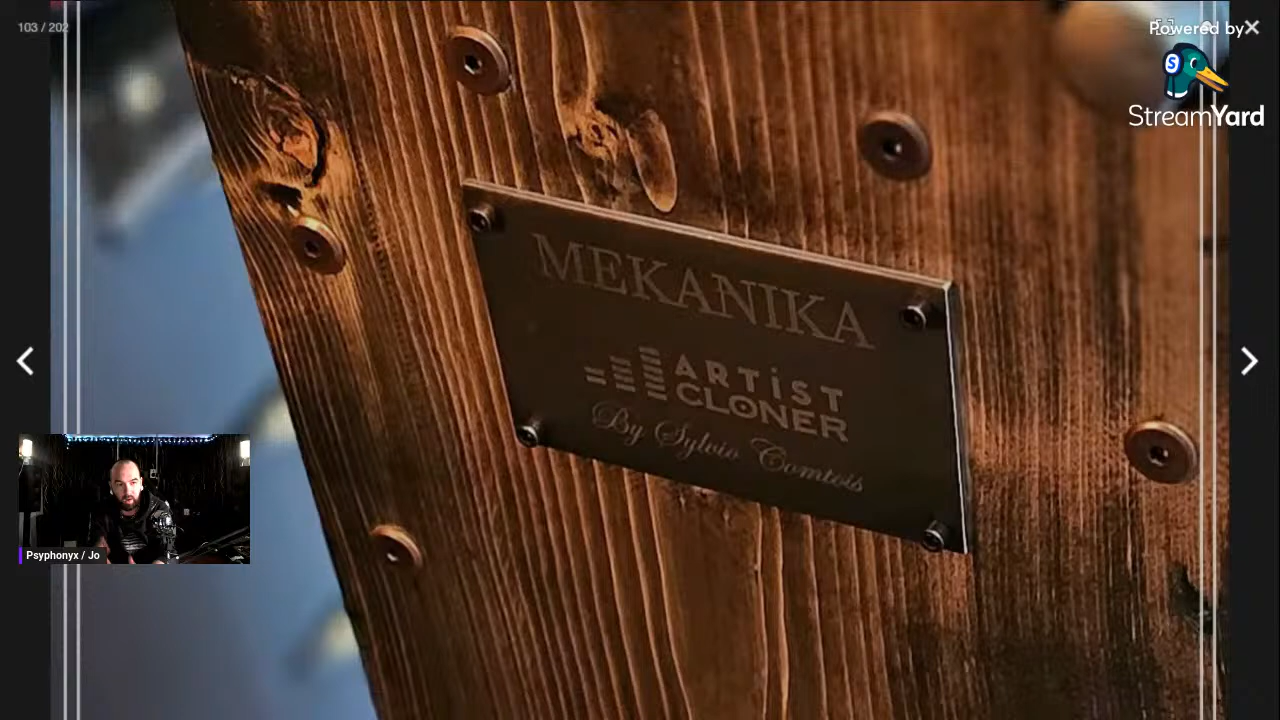 103 / 202
Powered by
StreamYard
MEKANIKA
ARTiST
CLONER
By Sylvio Comtois
Psyphonyx / Jo